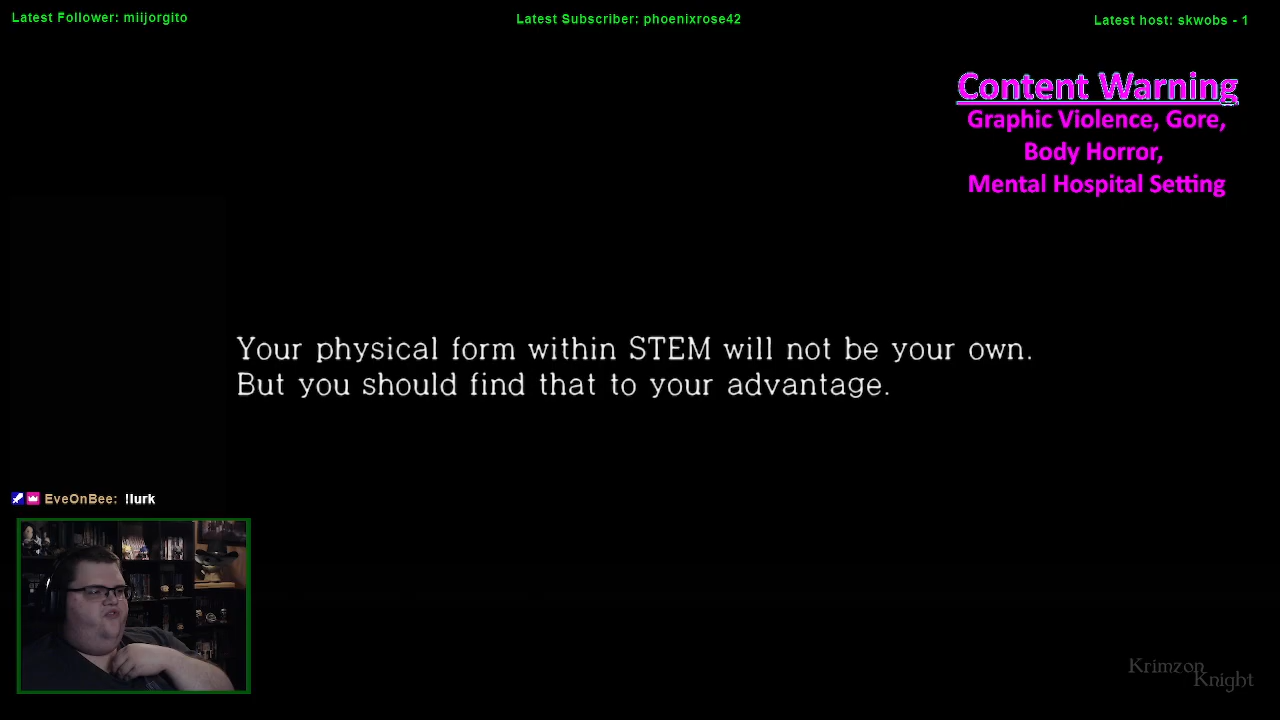 Latest Follower: miijorgito
Latest Subscriber: phoenixrose42
Latest host: skwobs - 1
Content Warning
Graphic Violence, Gore,
Body Horror,
Mental Hospital Setting
Your physical form within STEM will not be your own.
But you should find that to your advantage.
EveOnBee: !lurk
Krimzon
Knight